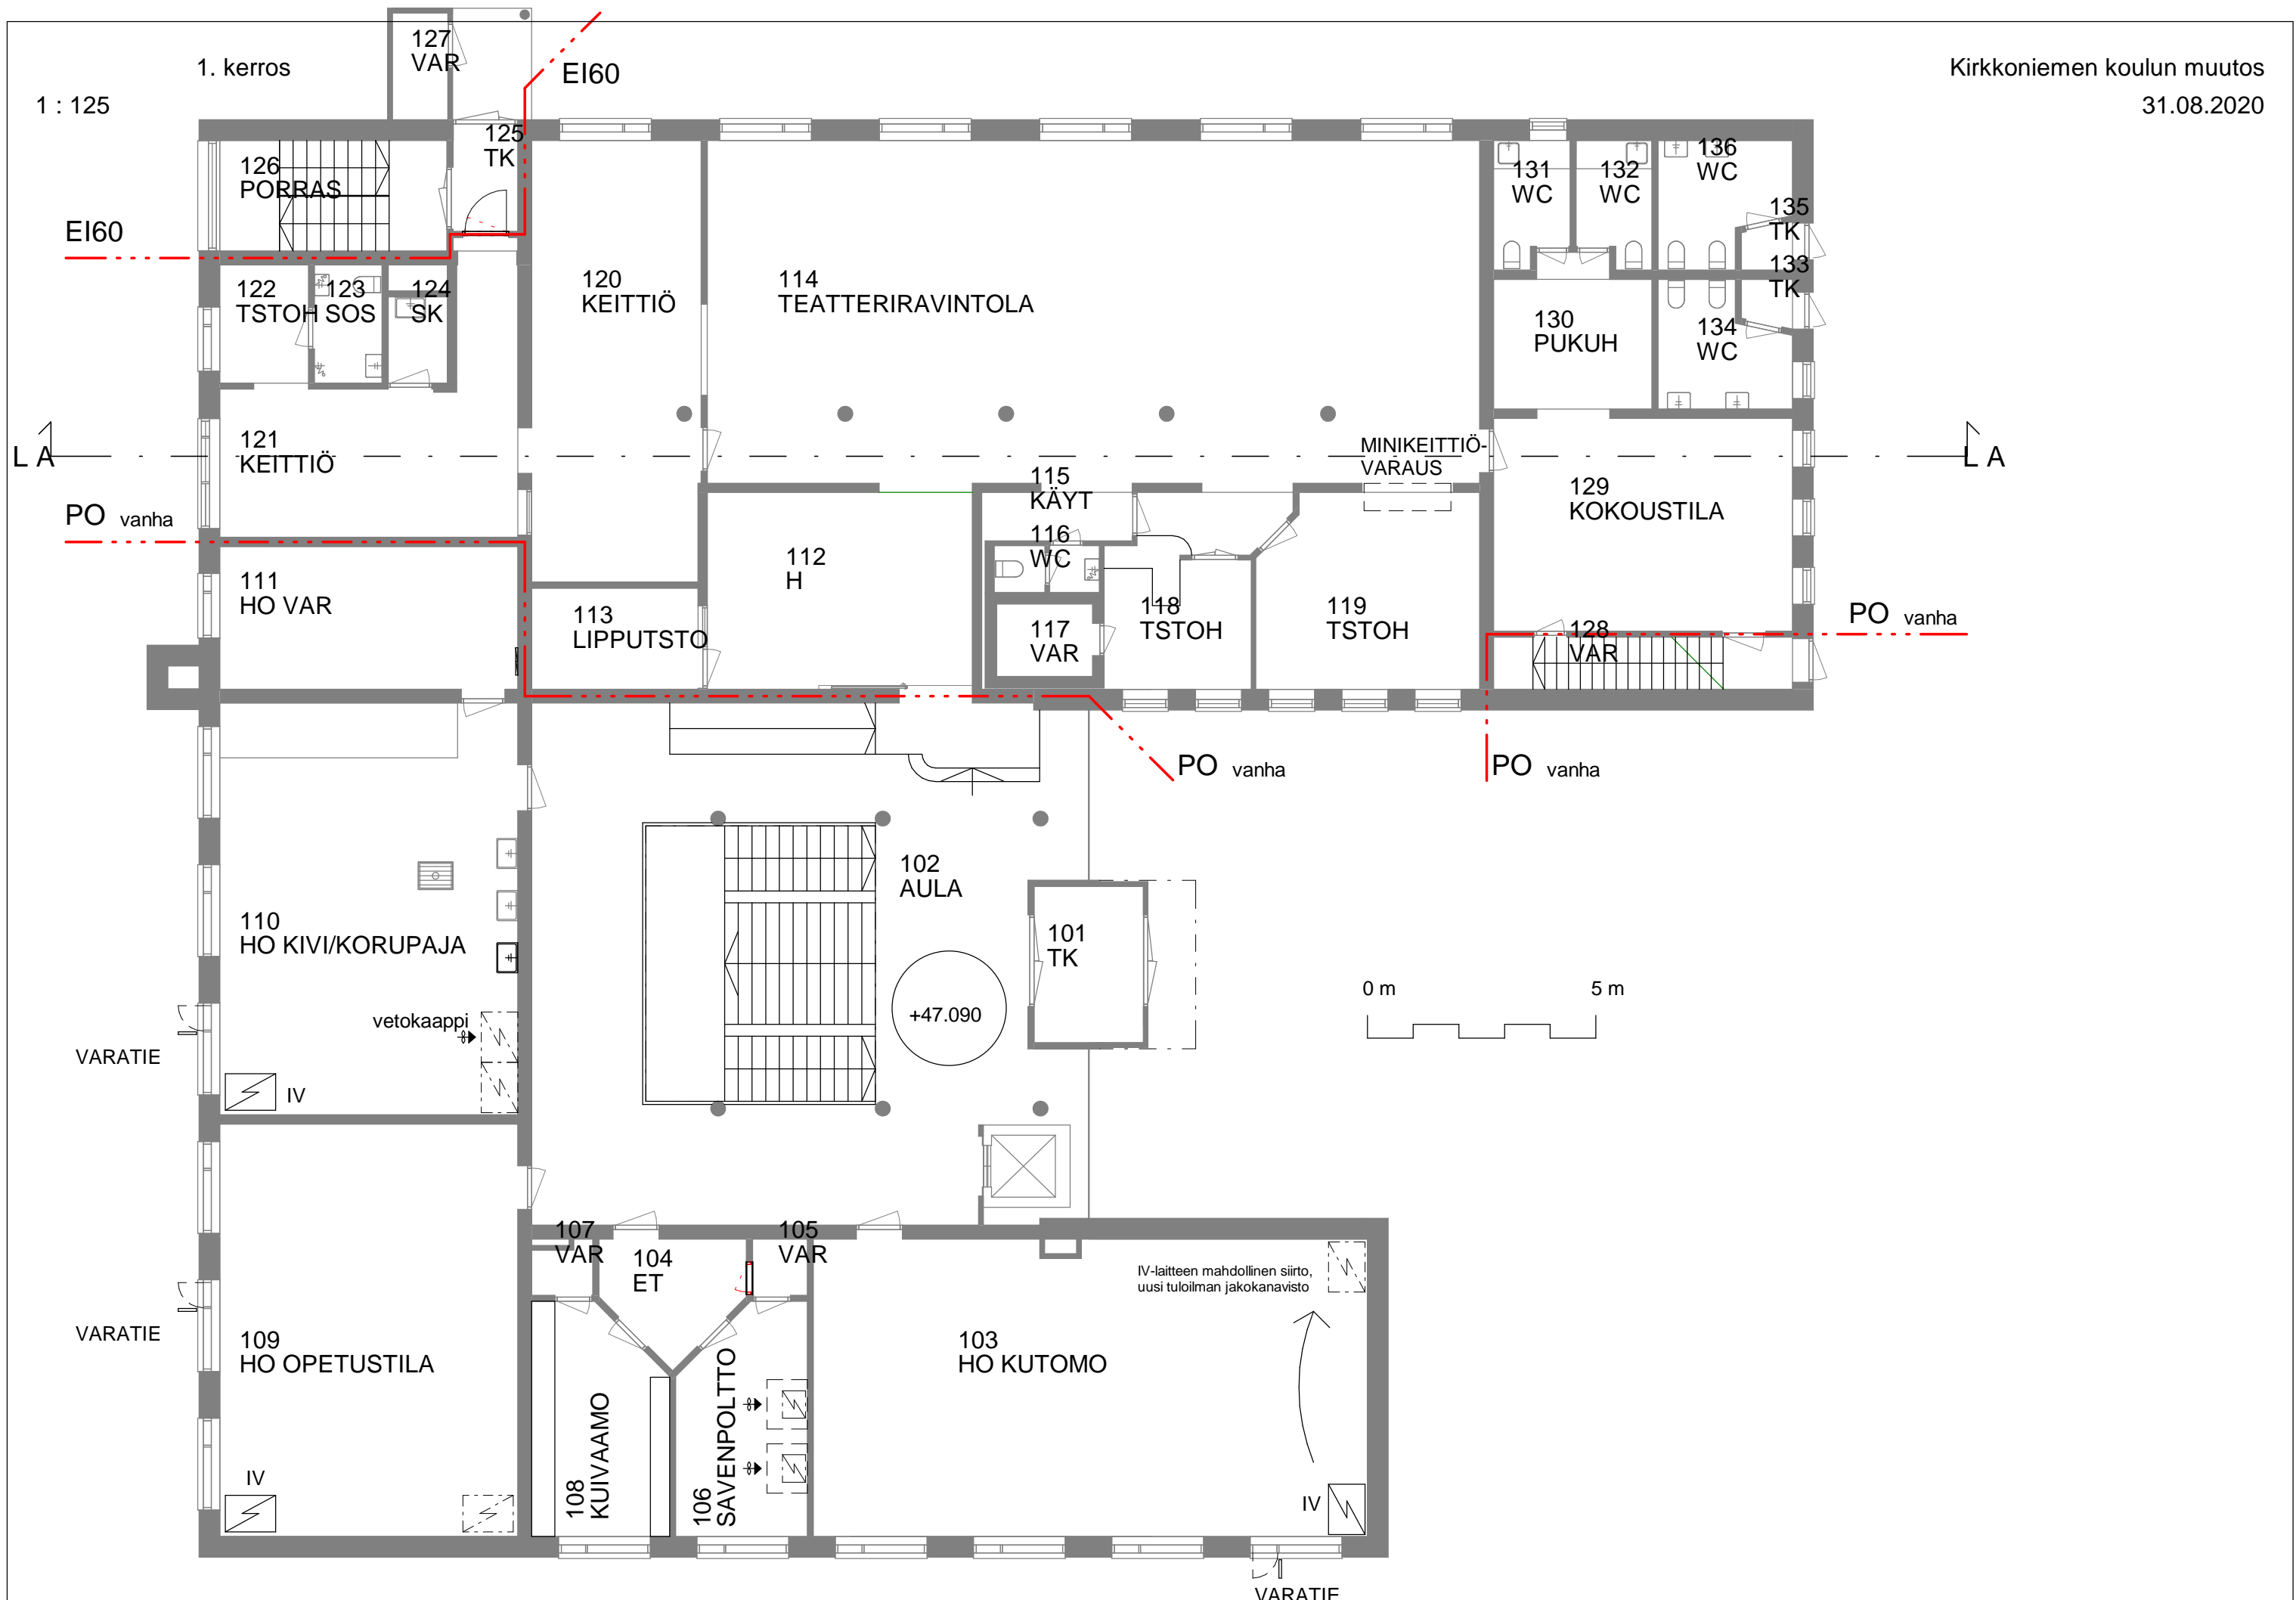 127
VAR
1. kerros
EI60
Kirkkoniemen koulun muutos
1 : 125
31.08.2020
125
TK
126
PORRAS
131
WC
132
WC
136
WC
135
TK
EI60
133
TK
122
TSTOH
123
SOS
124
SK
120
KEITTIÖ
114
TEATTERIRAVINTOLA
130
PUKUH
134
WC
121
KEITTIÖ
L A
MINIKEITTIÖ-
VARAUS
L A
115
KÄYT
129
KOKOUSTILA
PO vanha
116
WC
112
H
111
HO VAR
113
LIPPUTSTO
117
VAR
118
TSTOH
119
TSTOH
128
VAR
PO vanha
PO vanha
PO vanha
102
AULA
110
HO KIVI/KORUPAJA
101
TK
0 m
5 m
+47.090
vetokaappi
VARATIE
IV
107
VAR
104
ET
105
VAR
IV-laitteen mahdollinen siirto,
uusi tuloilman jakokanavisto
VARATIE
109
HO OPETUSTILA
103
HO KUTOMO
108
KUIVAAMO
106
SAVENPOLTTO
IV
IV
VARATIE